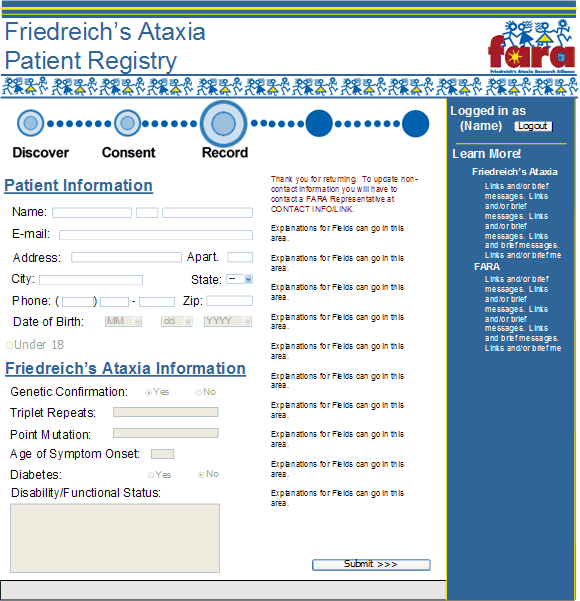 Friedreich's Ataxia
Patient Registry
fara
Friedreich's Ataxia Research Alliance
Discover
Consent
Record
Logged in as
(Name)
Logout
Learn More!
Friedreich's Ataxia
Links and/or brief
messages. Links
and/or brief
messages. Links
and/or brief
messages. Links
and brief messages.
Links and/or brief me
FARA
Links and/or brief
messages. Links
and/or brief
messages. Links
and/or brief
messages. Links
and brief messages.
Links and/or brief me
Patient Information
Name:
E-mail:
Address:
Apart.
City:
State: --
Phone: ( ) -
Zip:
Date of Birth: MM dd YYYY
Under 18
Friedreich's Ataxia Information
Genetic Confirmation: Yes No
Triplet Repeats:
Point Mutation:
Age of Symptom Onset:
Diabetes: Yes No
Disability/Functional Status:
Thank you for returning. To update non-
contact information you will have to
contact a FARA Representative at
CONTACT INFO/LINK.
Explanations for Fields can go in this
area.
Explanations for Fields can go in this
area.
Explanations for Fields can go in this
area.
Explanations for Fields can go in this
area.
Explanations for Fields can go in this
area.
Explanations for Fields can go in this
area.
Explanations for Fields can go in this
area.
Explanations for Fields can go in this
area.
Explanations for Fields can go in this
area.
Explanations for Fields can go in this
area.
Submit >>>